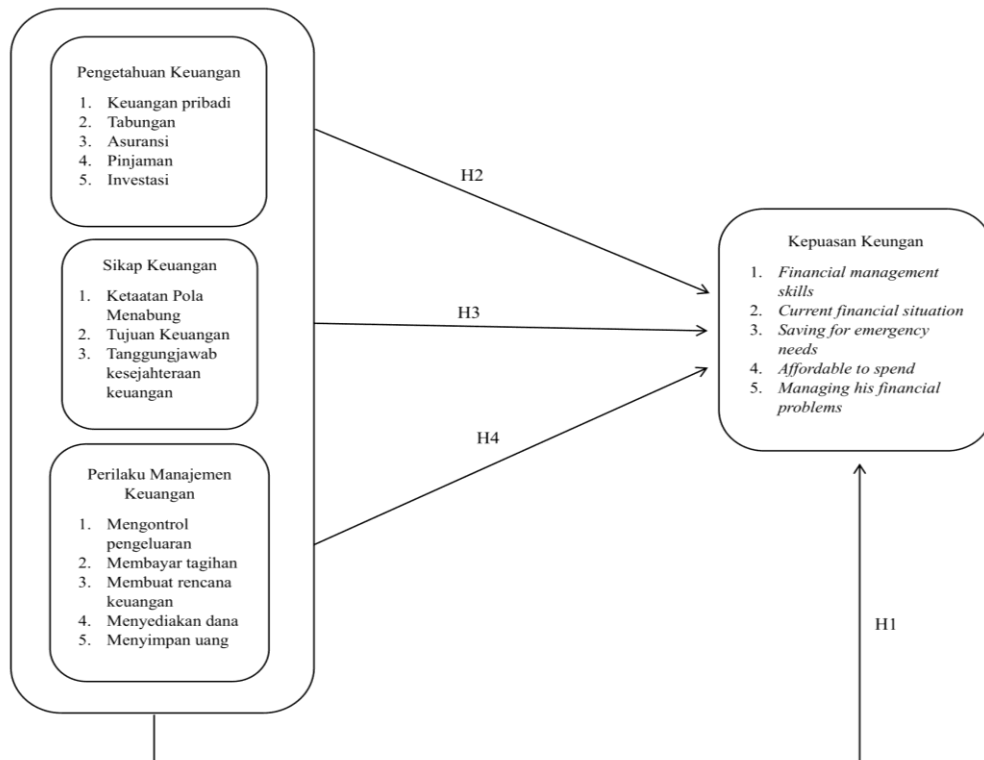 Pengetahuan Keuangan
1. Keuangan pribadi
2. Tabungan
3. Asuransi
4. Pinjaman
5. Investasi
Sikap Keuangan
1. Ketaatan Pola
Menabung
2. Tujuan Keuangan
3. Tanggungjawab
kesejahteraan
keuangan
Perilaku Manajemen
Keuangan
1. Mengontrol
pengeluaran
2. Membayar tagihan
3. Membuat rencana
keuangan
4. Menyediakan dana
5. Menyimpan uang
H2
H3
H4
Kepuasan Keungan
1. Financial management
skills
2. Current financial situation
3. Saving for emergency
needs
4. Affordable to spend
5. Managing his financial
problems
H1